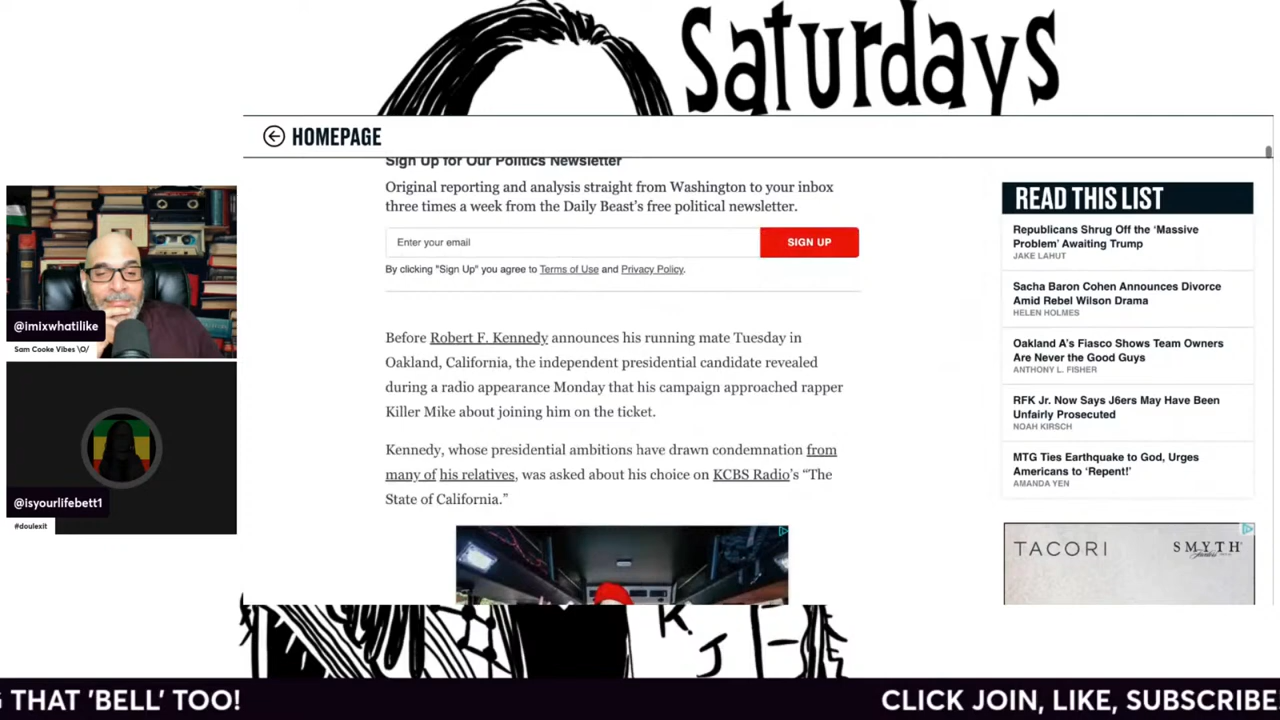 Saturdays
HOMEPAGE
Sign Up for Our Politics Newsletter
Original reporting and analysis straight from Washington to your inbox
three times a week from the Daily Beast’s free political newsletter.
Enter your email
SIGN UP
By clicking "Sign Up" you agree to Terms of Use and Privacy Policy.
Before Robert F. Kennedy announces his running mate Tuesday in
Oakland, California, the independent presidential candidate revealed
during a radio appearance Monday that his campaign approached rapper
Killer Mike about joining him on the ticket.
Kennedy, whose presidential ambitions have drawn condemnation from
many of his relatives, was asked about his choice on KCBS Radio’s “The
State of California.”
READ THIS LIST
Republicans Shrug Off the ‘Massive
Problem’ Awaiting Trump
JAKE LAHUT
Sacha Baron Cohen Announces Divorce
Amid Rebel Wilson Drama
HELEN HOLMES
Oakland A’s Fiasco Shows Team Owners
Are Never the Good Guys
ANTHONY L. FISHER
RFK Jr. Now Says J6ers May Have Been
Unfairly Prosecuted
NOAH KIRSCH
MTG Ties Earthquake to God, Urges
Americans to ‘Repent!’
AMANDA YEN
TACORI
SMYTH
@imixwhatilike
Sam Cooke Vibes \O/
@isyourlifebett1
#doulexit
K.
J
THAT 'BELL' TOO!
CLICK JOIN, LIKE, SUBSCRIBE